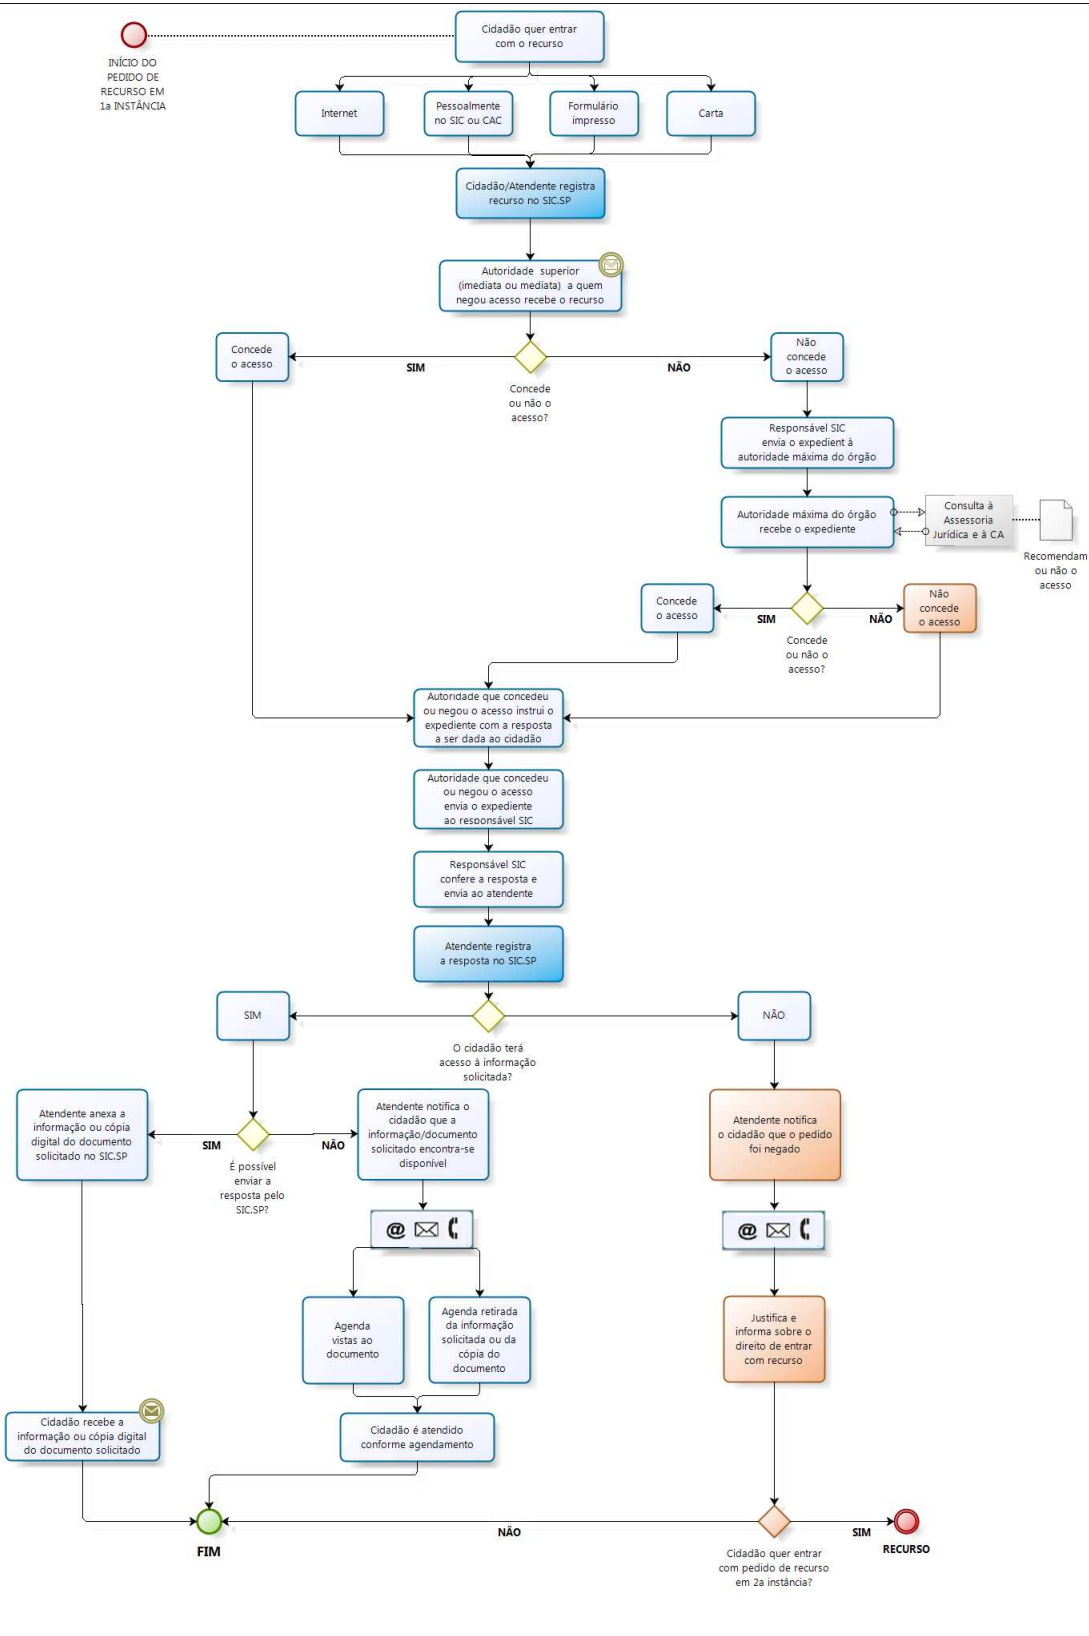 Cidadão quer entrar
com o recurso
INÍCIO DO
PEDIDO DE
RECURSO EM
1a INSTÂNCIA
Internet
Pessoalmente
no SIC ou CAC
Formulário
impresso
Carta
Cidadão/Atendente registra
recurso no SIC.SP
Autoridade superior
(imediata ou mediata) a quem
negou acesso recebe o recurso
Concede
o acesso
SIM
Concede
ou não o
acesso?
NÃO
Não
concede
o acesso
Responsável SIC
envia o expedient à
autoridade máxima do órgão
Autoridade máxima do órgão
recebe o expediente
Consulta à
Assessoria
Jurídica e à CA
Recomendam
ou não o
acesso
Concede
o acesso
SIM
Concede
ou não o
acesso?
NÃO
Não
concede
o acesso
Autoridade que concedeu
ou negou o acesso instrui o
expediente com a resposta
a ser dada ao cidadão
Autoridade que concedeu
ou negou o acesso
envia o expediente
ao responsável SIC
Responsável SIC
confere a resposta e
envia ao atendente
Atendente registra
a resposta no SIC.SP
SIM
O cidadão terá
acesso à informação
solicitada?
NÃO
Atendente anexa a
informação ou cópia
digital do documento
solicitado no SIC.SP
SIM
É possível
enviar a
resposta pelo
SIC.SP?
NÃO
Atendente notifica o
cidadão que a
informação/documento
solicitado encontra-se
disponível
Atendente notifica
o cidadão que o pedido
foi negado
@
@
Agenda
vistas ao
documento
Agenda retirada
da informação
solicitada ou da
cópia do
documento
Justifica e
informa sobre o
direito de entrar
com recurso
Cidadão recebe a
informação ou cópia digital
do documento solicitado
Cidadão é atendido
conforme agendamento
FIM
NÃO
Cidadão quer entrar
com pedido de recurso
em 2a instância?
SIM
RECURSO